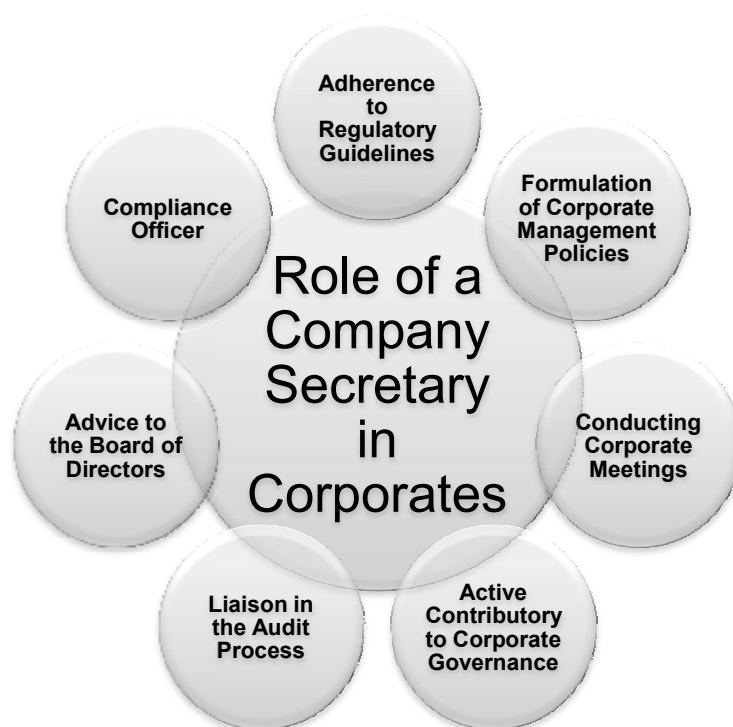 Adherence
to
Regulatory
Guidelines
Formulation
of Corporate
Management
Policies
Conducting
Corporate
Meetings
Active
Contributory
to Corporate
Governance
Liaison in
the Audit
Process
Advice to
the Board of
Directors
Compliance
Officer
Role of a
Company
Secretary
in
Corporates